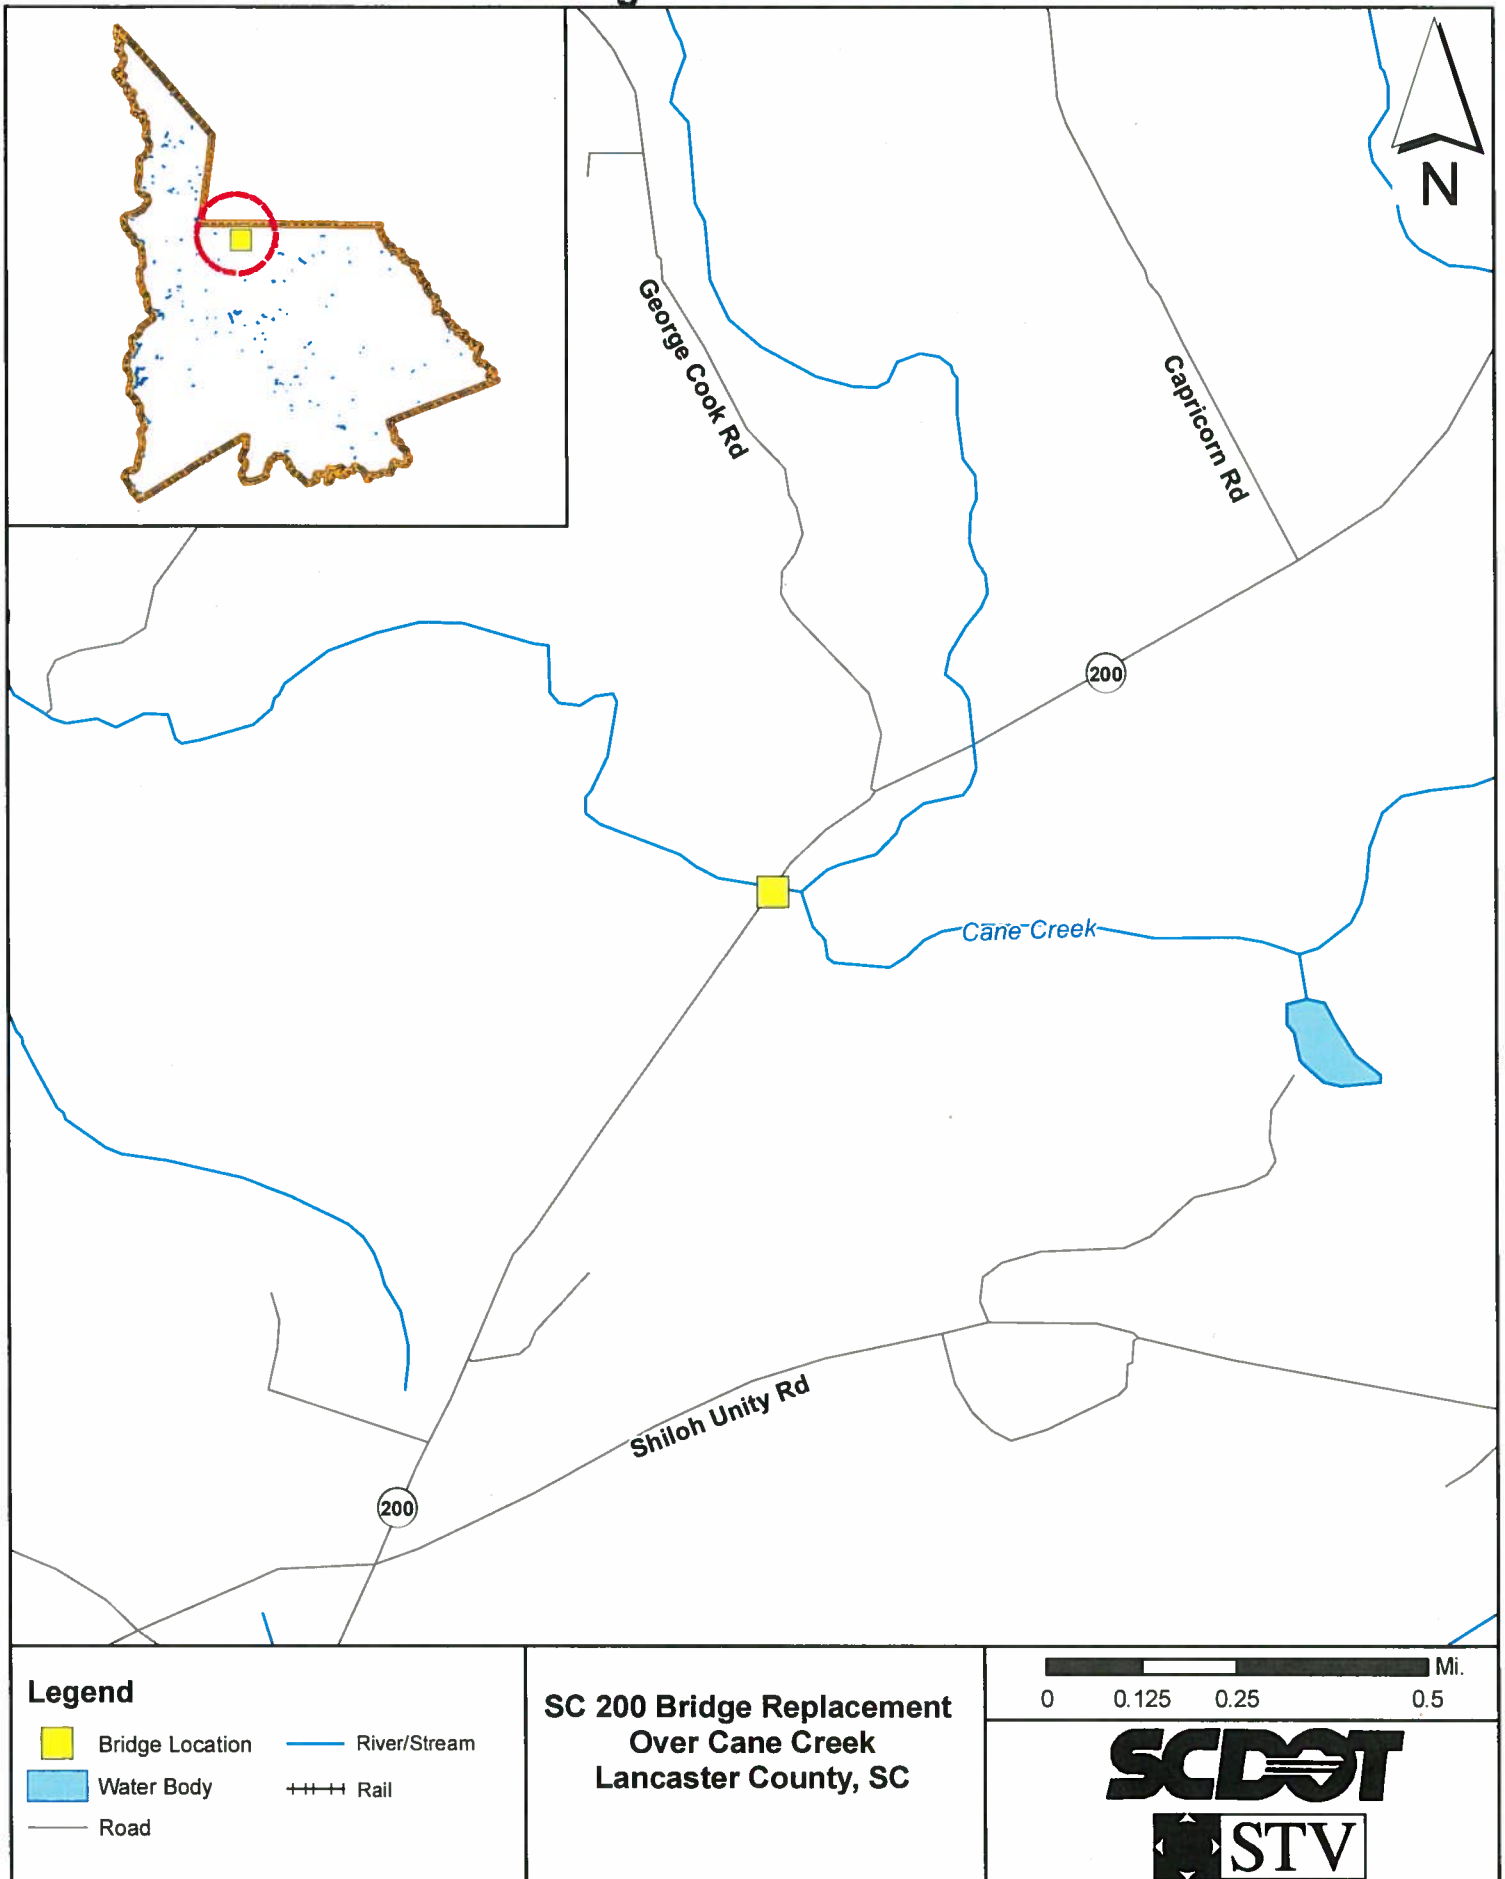 N
George Cook Rd
Capricorn Rd
200
Cane Creek
Shiloh Unity Rd
200
Legend
Bridge Location
River/Stream
Water Body
Rail
Road
SC 200 Bridge Replacement
Over Cane Creek
Lancaster County, SC
Mi.
0 0.125 0.25 0.5
SCDOT
STV